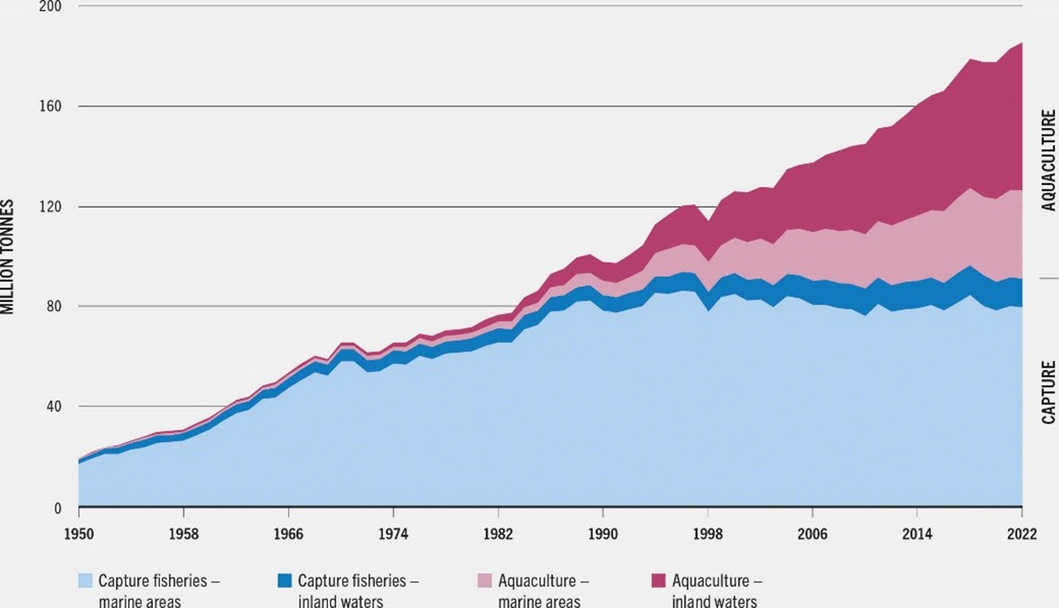 200
160
120
80
40
0
MILLION TONNES
1950 1958 1966 1974 1982 1990 1998 2006 2014 2022
AQUACULTURE
CAPTURE
Capture fisheries –
marine areas
Capture fisheries –
inland waters
Aquaculture –
marine areas
Aquaculture –
inland waters